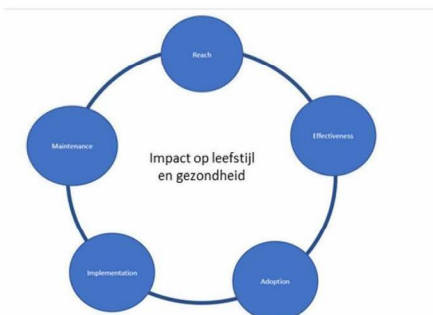 Reach
Effectiveness
Maintenance
Impact op leefstijl
en gezondheid
Implementation
Adoption